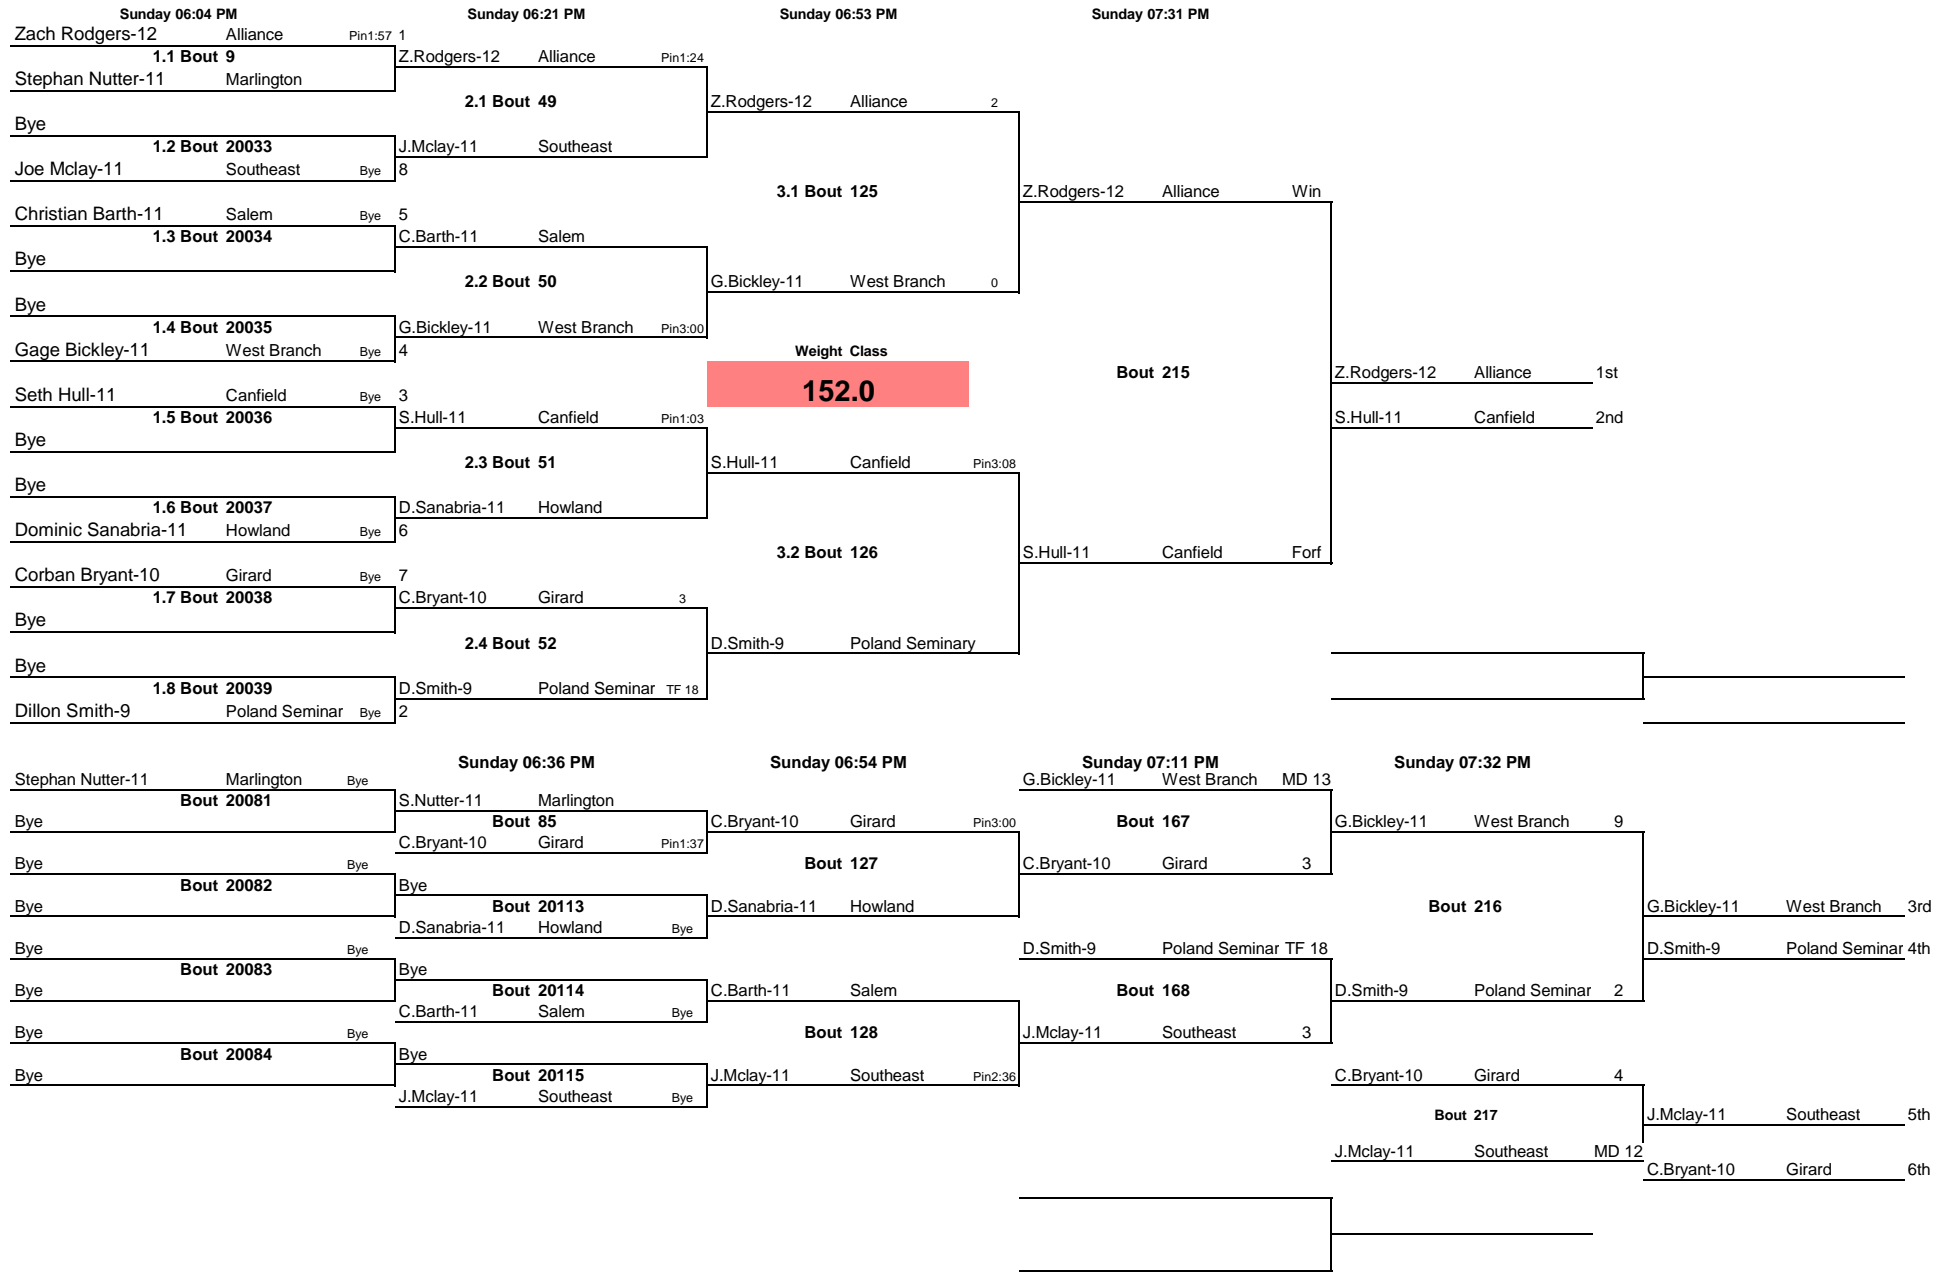 Sunday 06:04 PM Sunday 06:21 PM Sunday 06:53 PM Sunday 07:31 PM
Zach Rodgers-12 Alliance Pin1:57 1
1.1 Bout 9 Z.Rodgers-12 Alliance Pin1:24
Stephan Nutter-11 Marlington
2.1 Bout 49 Z.Rodgers-12 Alliance 2
Bye
1.2 Bout 20033 J.Mclay-11 Southeast
Joe Mclay-11 Southeast Bye 8
3.1 Bout 125 Z.Rodgers-12 Alliance Win
Christian Barth-11 Salem Bye 5
1.3 Bout 20034 C.Barth-11 Salem
Bye
2.2 Bout 50 G.Bickley-11 West Branch 0
Bye
1.4 Bout 20035 G.Bickley-11 West Branch Pin3:00
Gage Bickley-11 West Branch Bye 4 Weight Class
Bout 215 Z.Rodgers-12 Alliance 1st
Seth Hull-11 Canfield Bye 3 152.0
1.5 Bout 20036 S.Hull-11 Canfield Pin1:03 S.Hull-11 Canfield 2nd
Bye
2.3 Bout 51 S.Hull-11 Canfield Pin3:08
Bye
1.6 Bout 20037 D.Sanabria-11 Howland
Dominic Sanabria-11 Howland Bye 6
3.2 Bout 126 S.Hull-11 Canfield Forf
Corban Bryant-10 Girard Bye 7
1.7 Bout 20038 C.Bryant-10 Girard 3
Bye
2.4 Bout 52 D.Smith-9 Poland Seminary
Bye
1.8 Bout 20039 D.Smith-9 Poland Seminar TF 18
Dillon Smith-9 Poland Seminar Bye 2
Sunday 06:36 PM Sunday 06:54 PM Sunday 07:11 PM Sunday 07:32 PM
Stephan Nutter-11 Marlington Bye G.Bickley-11 West Branch MD 13
Bout 20081 S.Nutter-11 Marlington
Bye Bout 85 C.Bryant-10 Girard Pin3:00 Bout 167 G.Bickley-11 West Branch 9
C.Bryant-10 Girard Pin1:37
Bye Bye Bout 127 C.Bryant-10 Girard 3
Bout 20082 Bye
Bye Bout 20113 D.Sanabria-11 Howland Bout 216 G.Bickley-11 West Branch 3rd
D.Sanabria-11 Howland Bye
Bye Bye D.Smith-9 Poland Seminar TF 18 D.Smith-9 Poland Seminar 4th
Bout 20083 Bye
Bye Bout 20114 C.Barth-11 Salem Bout 168 D.Smith-9 Poland Seminar 2
C.Barth-11 Salem Bye
Bye Bye Bout 128 J.Mclay-11 Southeast 3
Bout 20084 Bye
Bye Bout 20115 J.Mclay-11 Southeast Pin2:36 C.Bryant-10 Girard 4
J.Mclay-11 Southeast Bye
Bout 217 J.Mclay-11 Southeast 5th
J.Mclay-11 Southeast MD 12
C.Bryant-10 Girard 6th